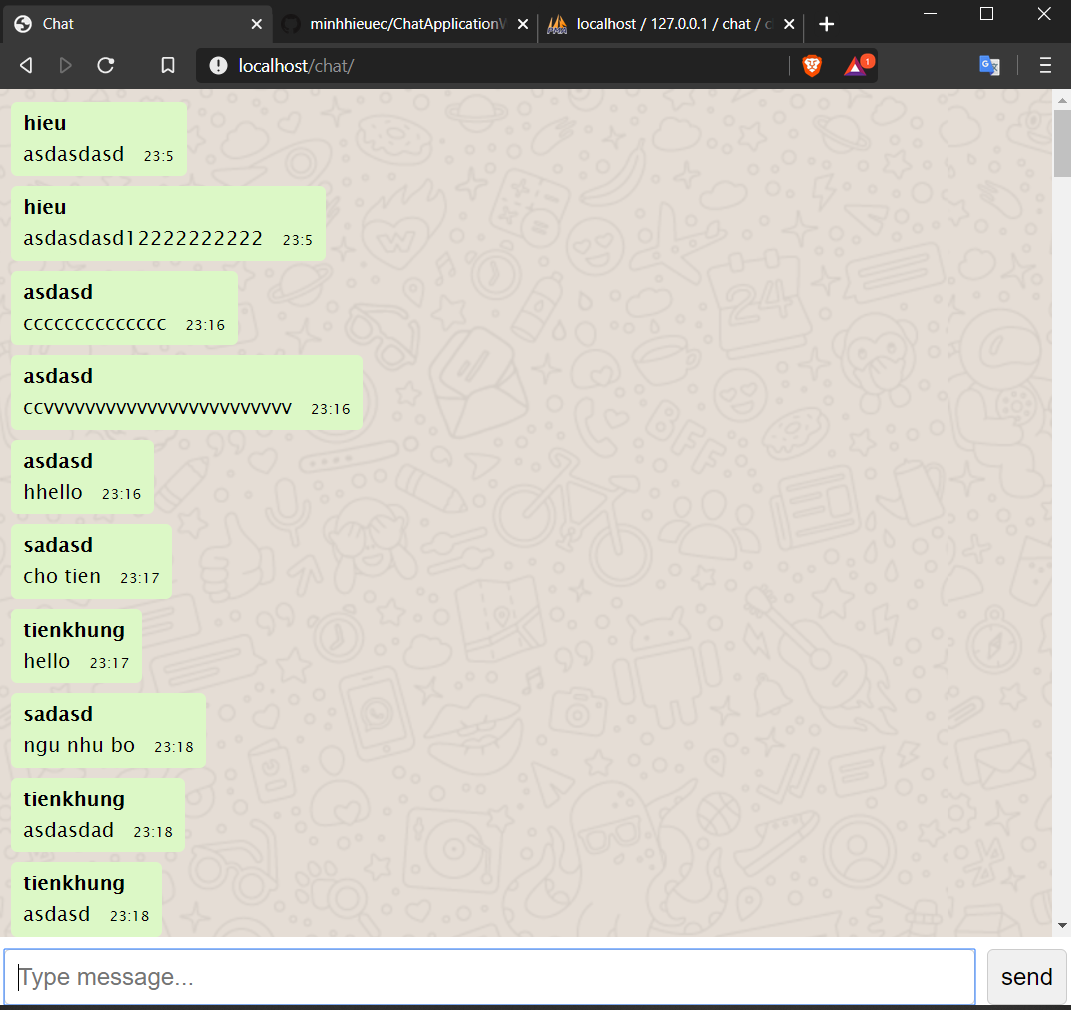 Chat
minhhieuec/ChatApplicationV
localhost / 127.0.0.1 / chat / c
localhost/chat/
1
hieu
asdasdasd 23:5
hieu
asdasdasd12222222222 23:5
asdasd
cccccccccccccc 23:16
asdasd
ccvvvvvvvvvvvvvvvvvvvvvvvv 23:16
asdasd
hhello 23:16
sadasd
cho tien 23:17
tienkhung
hello 23:17
sadasd
ngu nhu bo 23:18
tienkhung
asdasdad 23:18
tienkhung
asdasd 23:18
Type message...
send